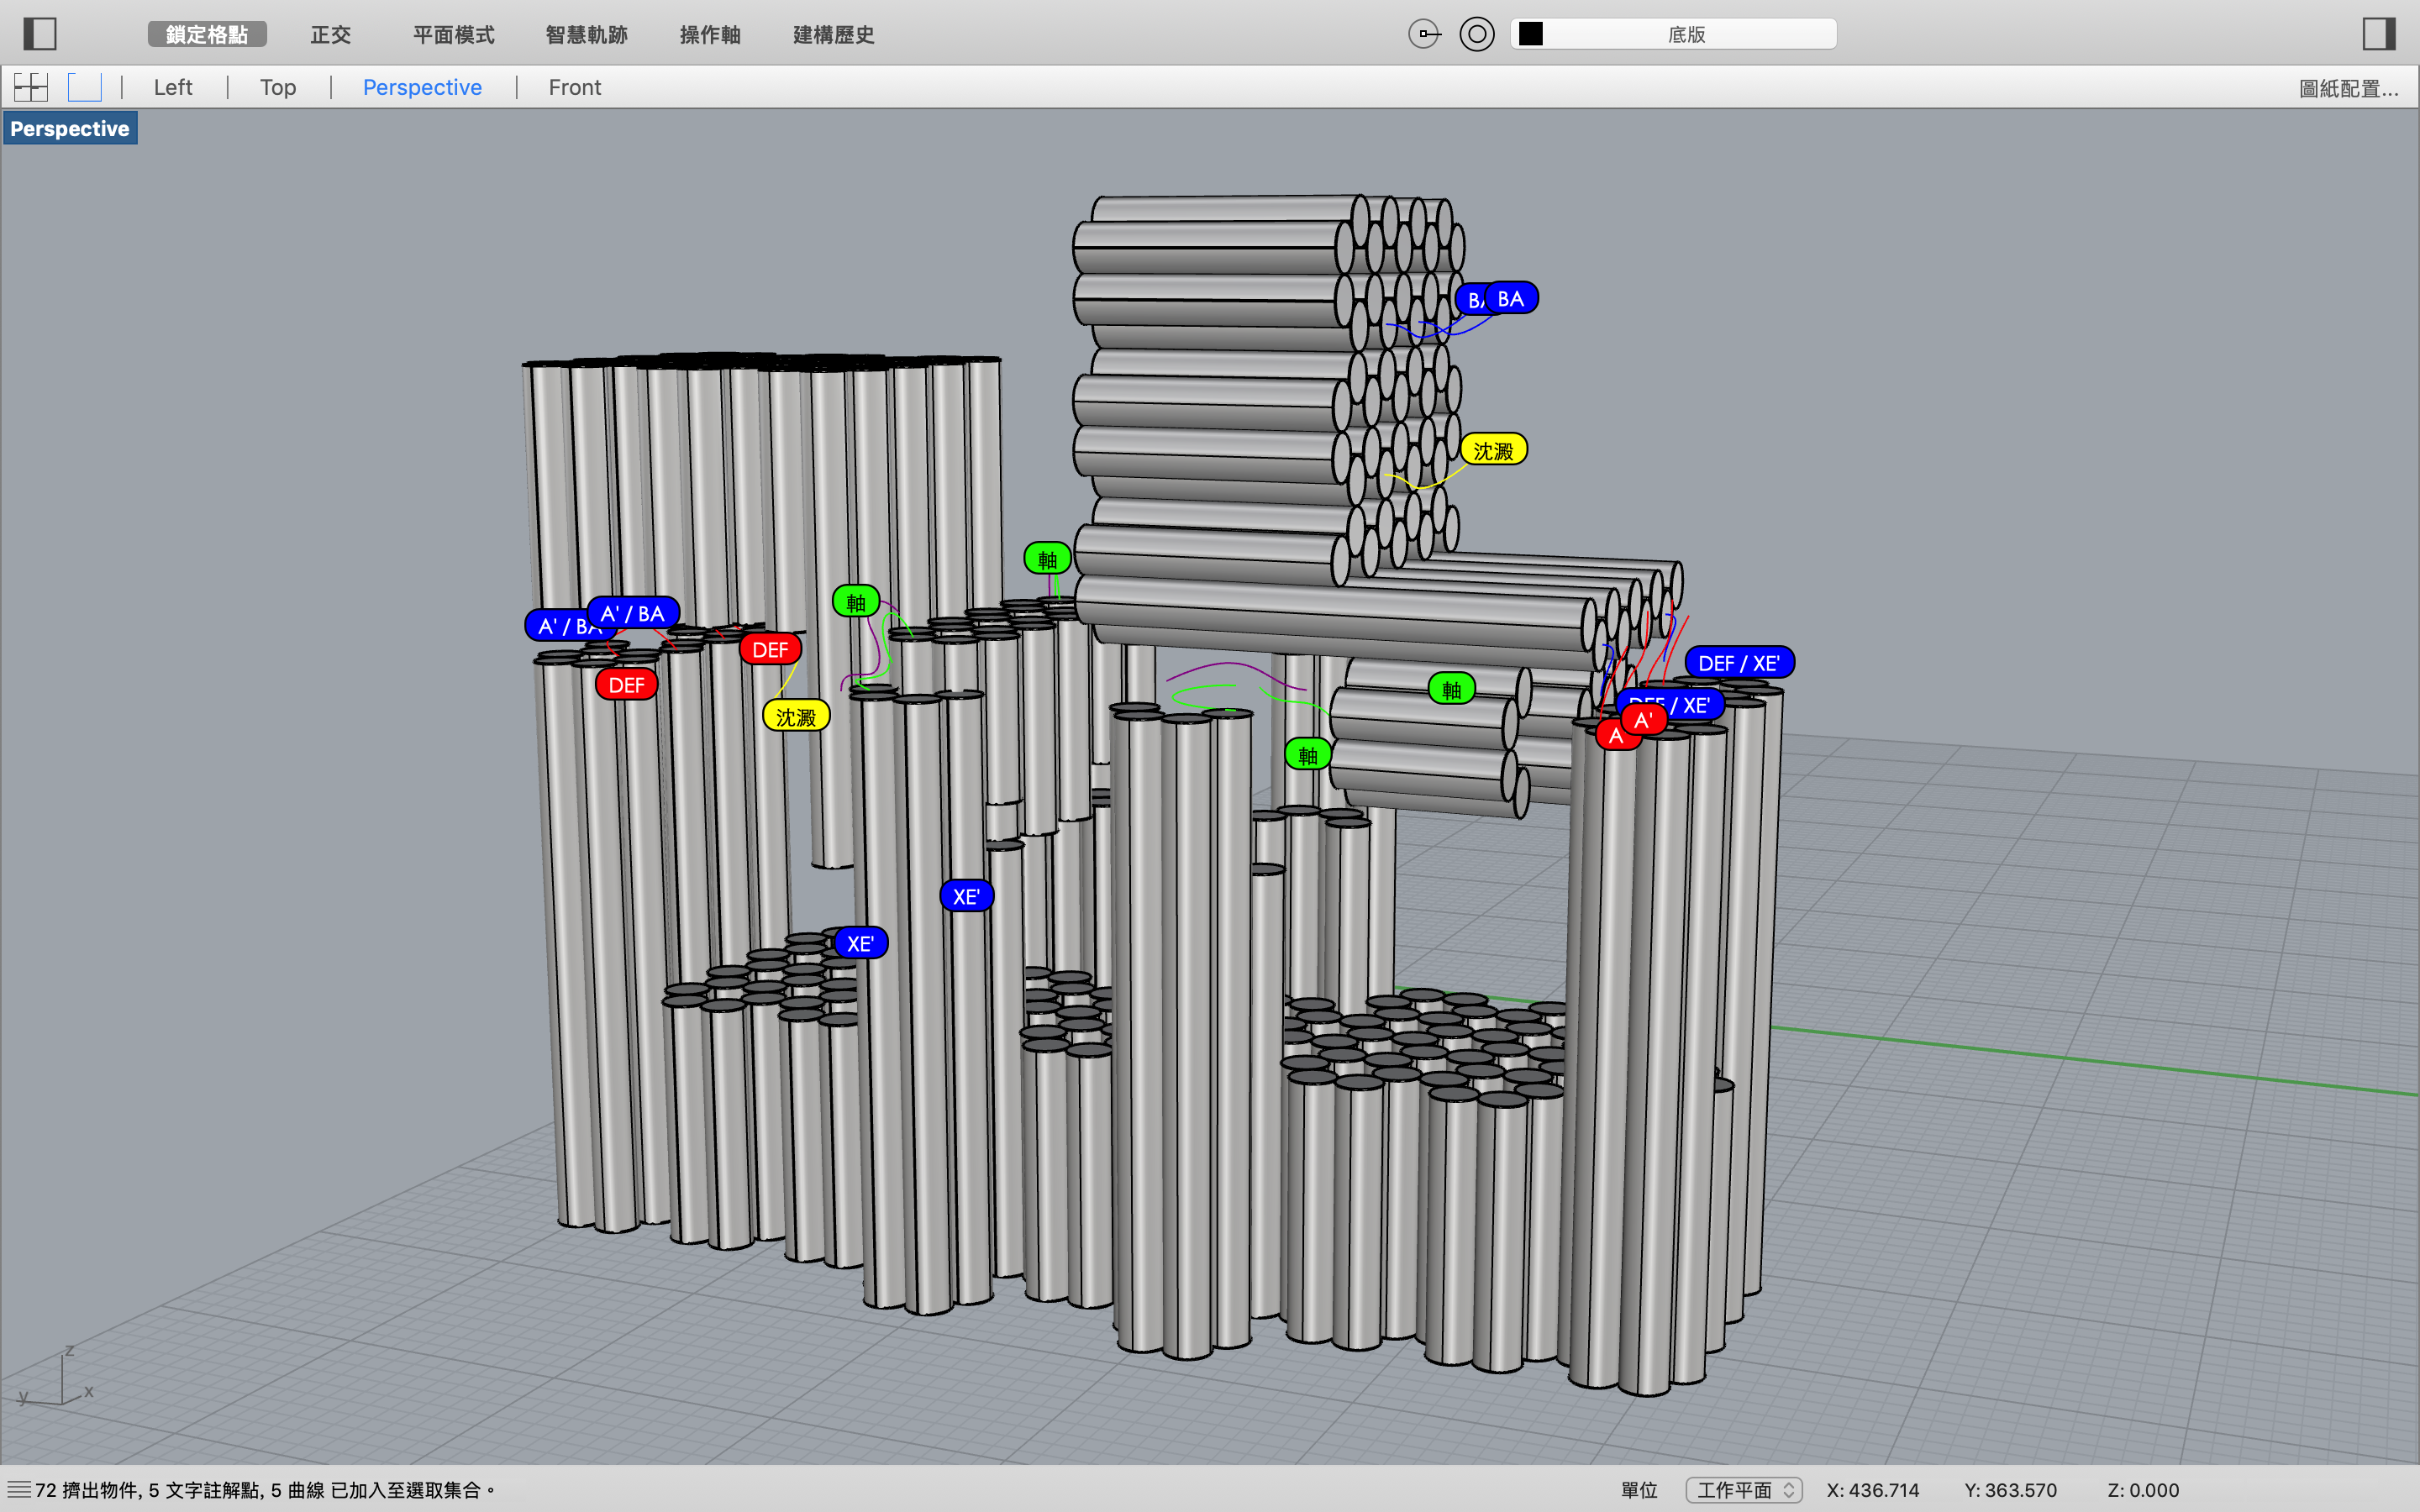 鎖定格點 正交 平面模式 智慧軌跡 操作軸 建構歷史 底版
Left Top Perspective Front 圖紙配置...
Perspective
BA BA
沈澱
軸
軸
A' / BA A' / BA
DEF
DEF / XE'
DEF
軸
DEF / XE'
沈澱
A' A
軸
XE'
XE'
z
y x
72 擠出物件, 5 文字註解點, 5 曲線 已加入至選取集合。 單位 工作平面 X: 436.714 Y: 363.570 Z: 0.000